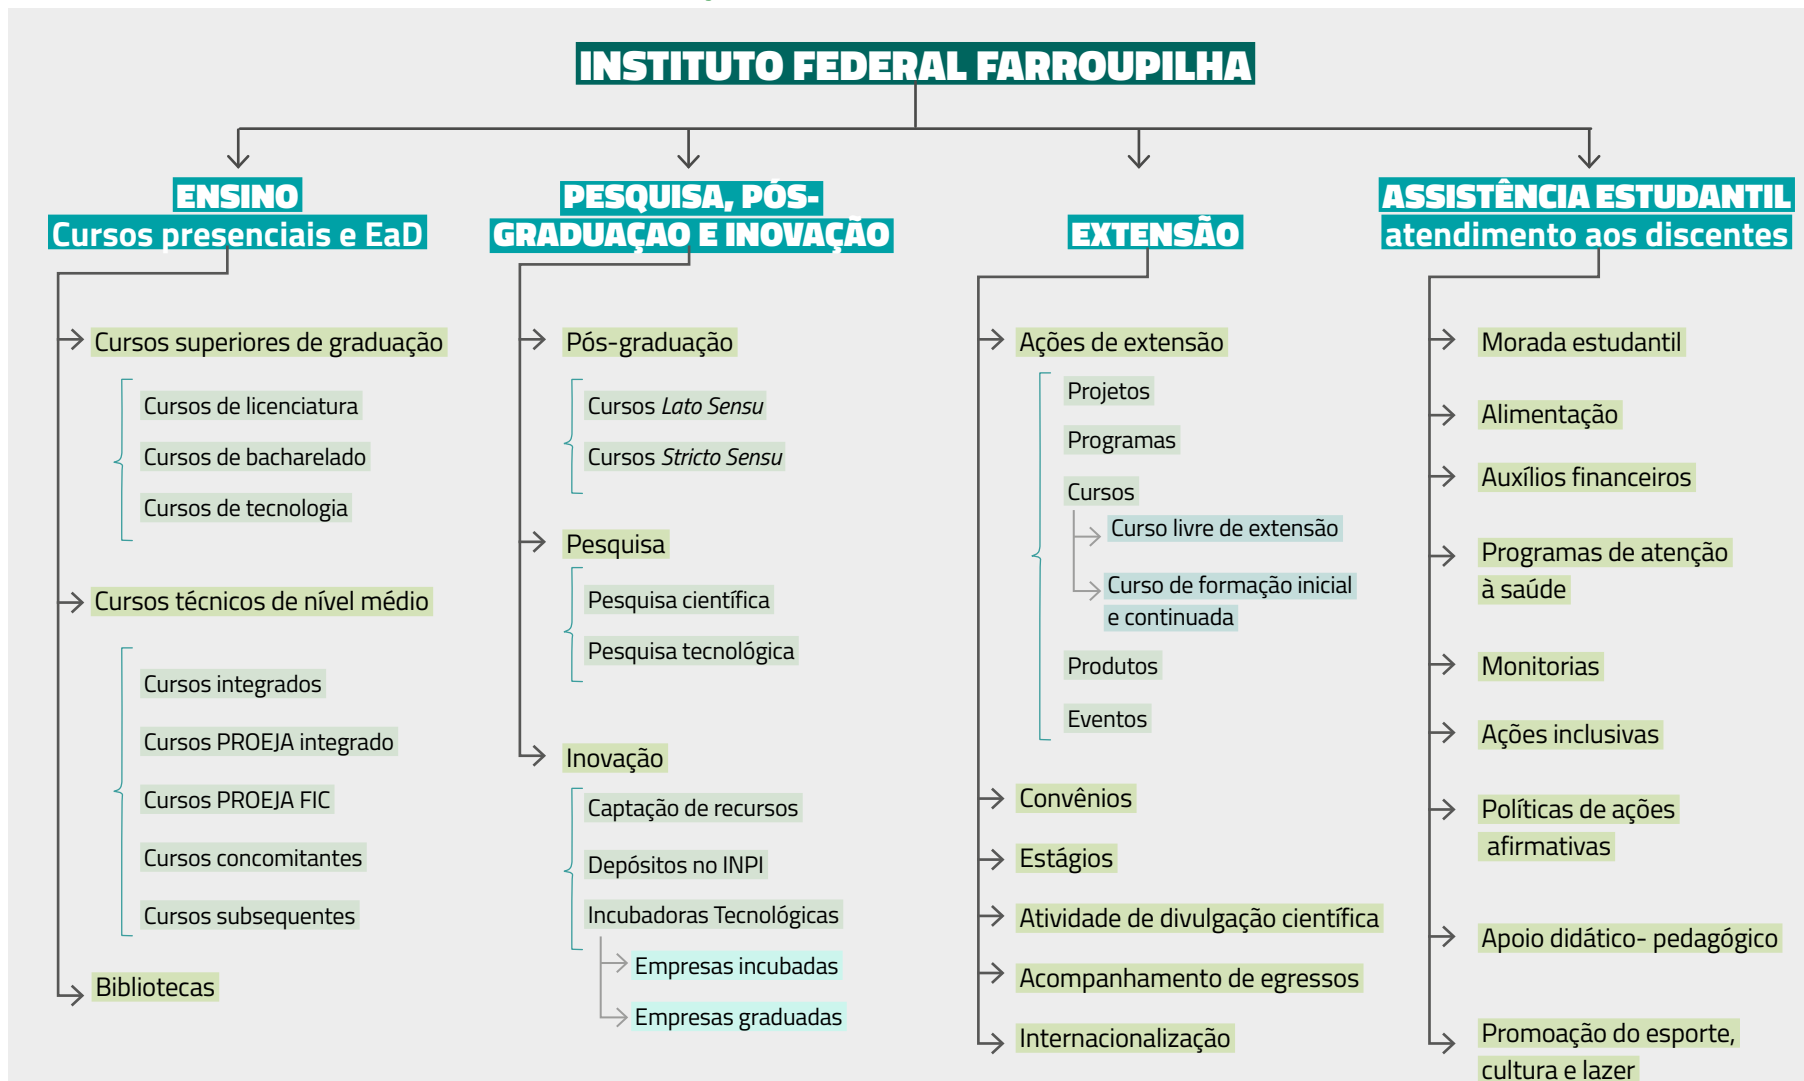 INSTITUTO FEDERAL FARROUPILHA
ENSINO
Cursos presenciais e EaD
Cursos superiores de graduação
Cursos de licenciatura
Cursos de bacharelado
Cursos de tecnologia
Cursos técnicos de nível médio
Cursos integrados
Cursos PROEJA integrado
Cursos PROEJA FIC
Cursos concomitantes
Cursos subsequentes
Bibliotecas
PESQUISA, PÓS-
GRADUAÇAO E INOVAÇÃO
Pós-graduação
Cursos Lato Sensu
Cursos Stricto Sensu
Pesquisa
Pesquisa científica
Pesquisa tecnológica
Inovação
Captação de recursos
Depósitos no INPI
Incubadoras Tecnológicas
Empresas incubadas
Empresas graduadas
EXTENSÃO
Ações de extensão
Projetos
Programas
Cursos
Curso livre de extensão
Curso de formação inicial
e continuada
Produtos
Eventos
Convênios
Estágios
Atividade de divulgação científica
Acompanhamento de egressos
Internacionalização
ASSISTÊNCIA ESTUDANTIL
atendimento aos discentes
Morada estudantil
Alimentação
Auxílios financeiros
Programas de atenção
à saúde
Monitorias
Ações inclusivas
Políticas de ações
afirmativas
Apoio didático- pedagógico
Promoação do esporte,
cultura e lazer